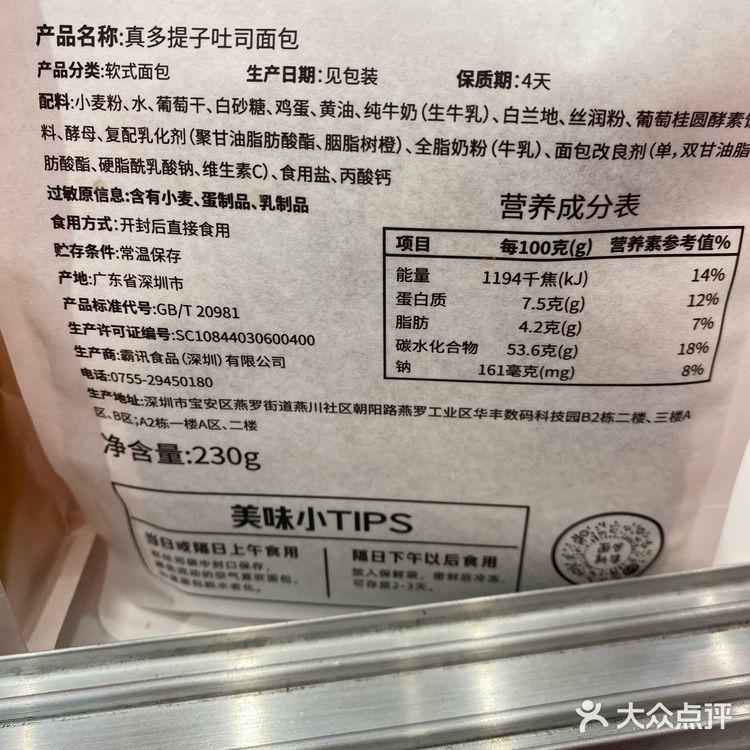 产品名称:真多提子吐司面包
产品分类:软式面包 生产日期:见包装 保质期:4天
配料:小麦粉、水、葡萄干、白砂糖、鸡蛋、黄油、纯牛奶(生牛乳)、白兰地、丝润粉、葡萄桂圆酵素饮
料、酵母、复配乳化剂(聚甘油脂肪酸酯、胭脂树橙)、全脂奶粉(牛乳)、面包改良剂(单,双甘油脂
肪酸酯、硬脂酰乳酸钠、维生素C)、食用盐、丙酸钙
过敏原信息:含有小麦、蛋制品、乳制品
食用方式:开封后直接食用
贮存条件:常温保存
产地:广东省深圳市
产品标准代号:GB/T 20981
生产许可证编号:SC10844030600400
生产商:霸讯食品(深圳)有限公司
电话:0755-29450180
生产地址:深圳市宝安区燕罗街道燕川社区朝阳路燕罗工业区华丰数码科技园B2栋二楼、三楼A
区、B区;A2栋一楼A区、二楼
净含量:230g
营养成分表
项目 每100克(g) 营养素参考值%
能量 1194千焦(kJ) 14%
蛋白质 7.5克(g) 12%
脂肪 4.2克(g) 7%
碳水化合物 53.6克(g) 18%
钠 161毫克(mg) 8%
美味小TIPS
当日或隔日上午食用
隔日下午以后食用
放入保鲜袋,密封后冷冻,
可存放2-3天。
大众点评